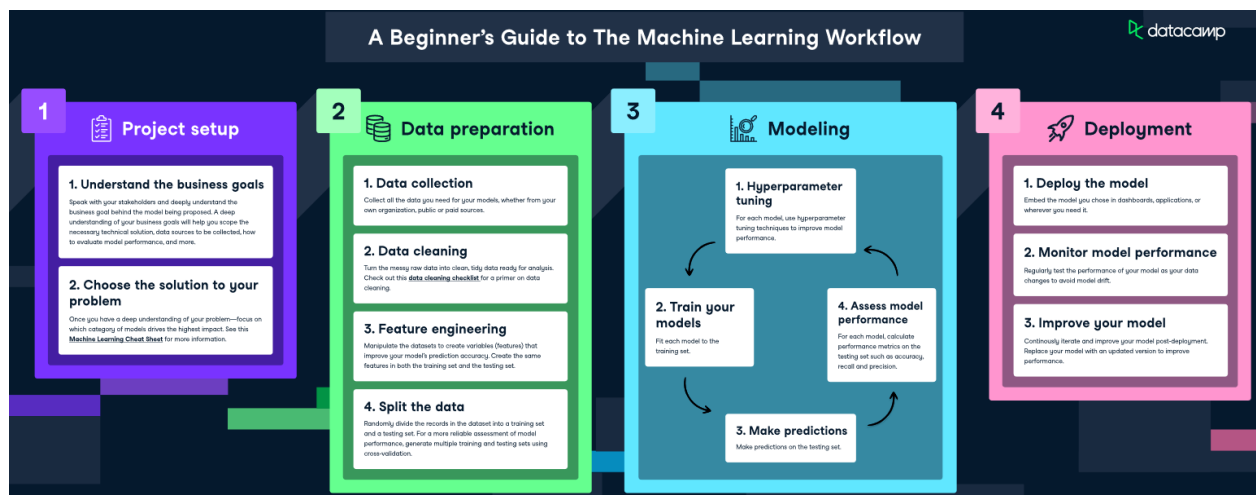 A Beginner's Guide to The Machine Learning Workflow
datacamp
1
Project setup
1. Understand the business goals
Speak with your stakeholders and deeply understand the
business goal behind the model being proposed. A deep
understanding of your business goals will help you scope the
necessary technical solution, data sources to be collected, how
to evaluate model performance, and more.
2. Choose the solution to your
problem
Once you have a deep understanding of your problem—focus on
which category of models drives the highest impact. See this
Machine Learning Cheat Sheet for more information.
2
Data preparation
1. Data collection
Collect all the data you need for your models, whether from your
own organization, public or paid sources.
2. Data cleaning
Turn the messy raw data into clean, tidy data ready for analysis.
Check out this data cleaning checklist for a primer on data
cleaning.
3. Feature engineering
Manipulate the datasets to create variables (features) that
improve your model's prediction accuracy. Create the same
features in both the training set and the testing set.
4. Split the data
Randomly divide the records in the dataset into a training set
and a testing set. For a more reliable assessment of model
performance, generate multiple training and testing sets using
cross-validation.
3
Modeling
1. Hyperparameter
tuning
For each model, use hyperparameter
tuning techniques to improve model
performance.
2. Train your
models
Fit each model to the
training set.
3. Make predictions
Make predictions on the testing set.
4. Assess model
performance
For each model, calculate
performance metrics on the
testing set such as accuracy,
recall and precision.
4
Deployment
1. Deploy the model
Embed the model you chose in dashboards, applications, or
wherever you need it.
2. Monitor model performance
Regularly test the performance of your model as your data
changes to avoid model drift.
3. Improve your model
Continously iterate and improve your model post-deployment.
Replace your model with an updated version to improve
performance.